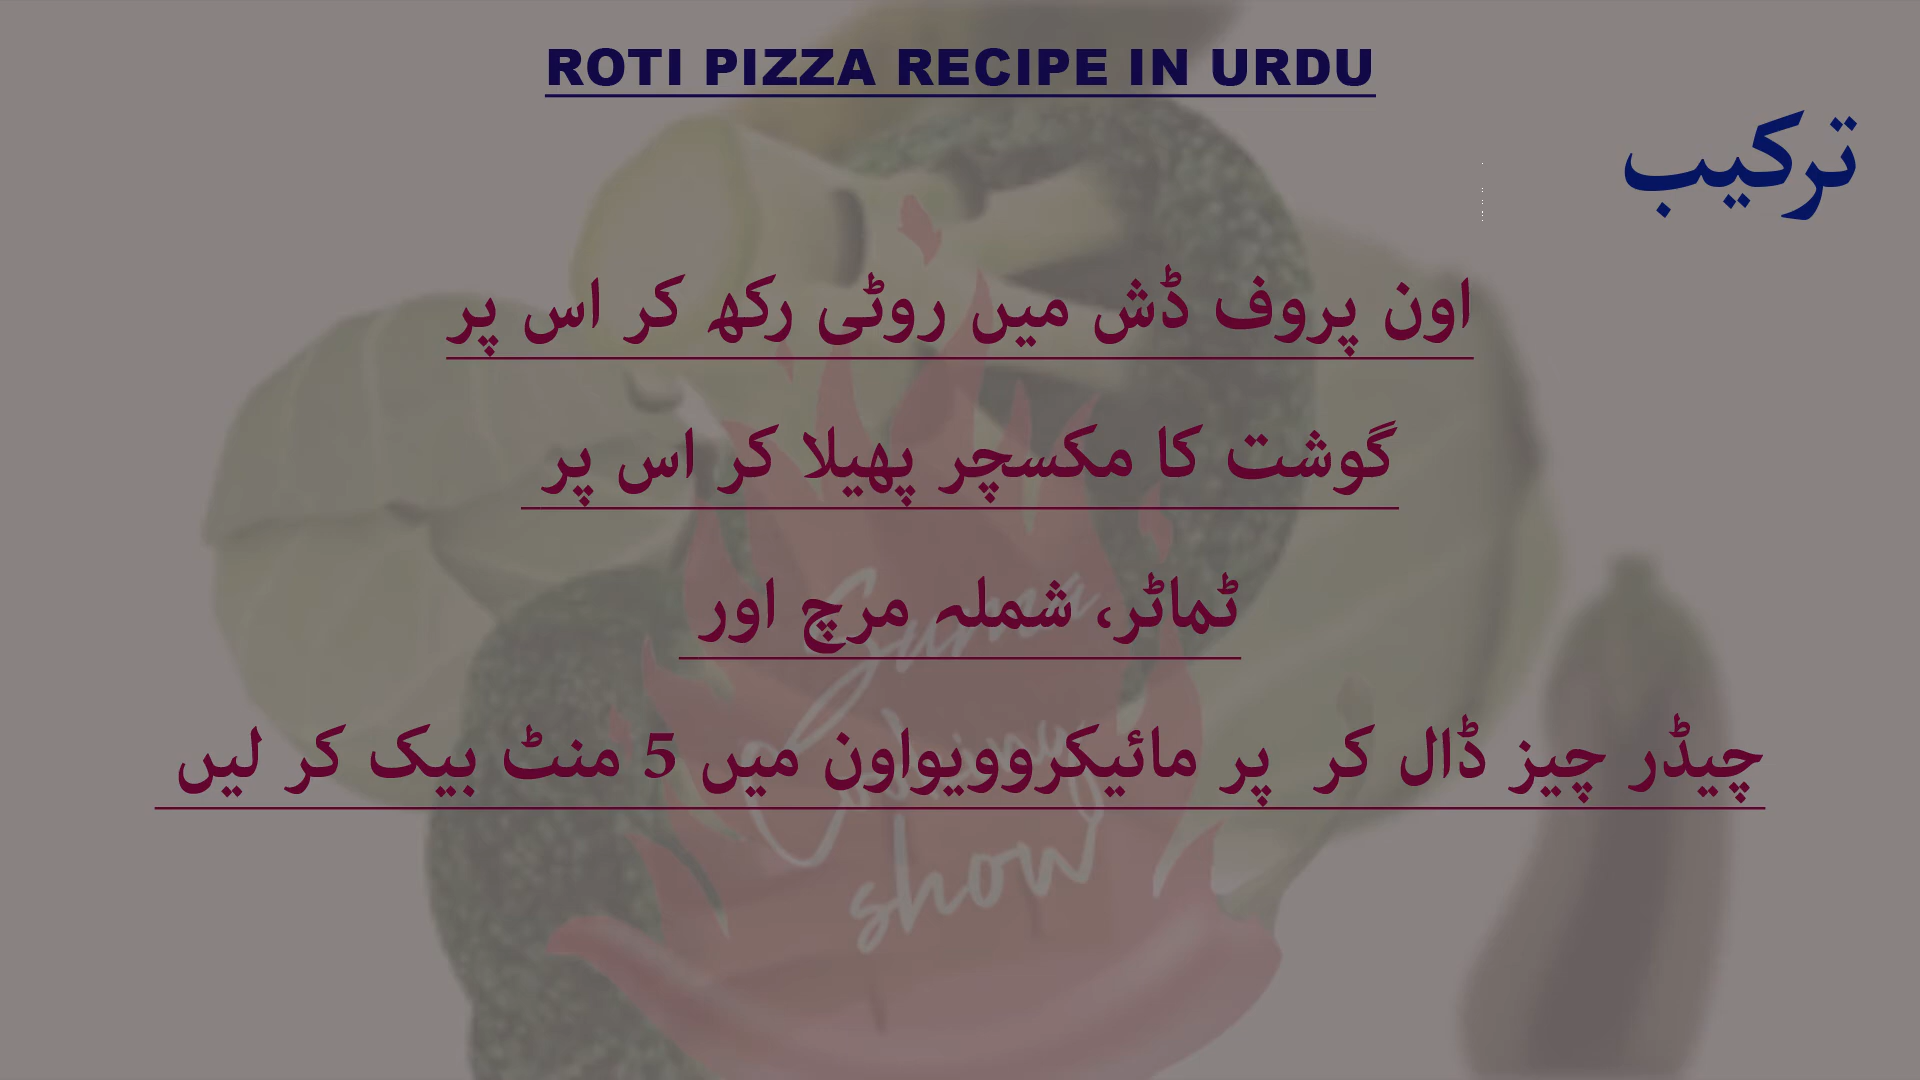 ROTI PIZZA RECIPE IN URDU
ترکیب
اون پروف ڈش میں روٹی رکھ کر اس پر
گوشت کا مکسچر پھیلا کر اس پر
ٹماٹر، شملہ مرچ اور
چیڈر چیز ڈال کر پر مائیکروویواون میں 5 منٹ بیک کر لیں
Cooking
show